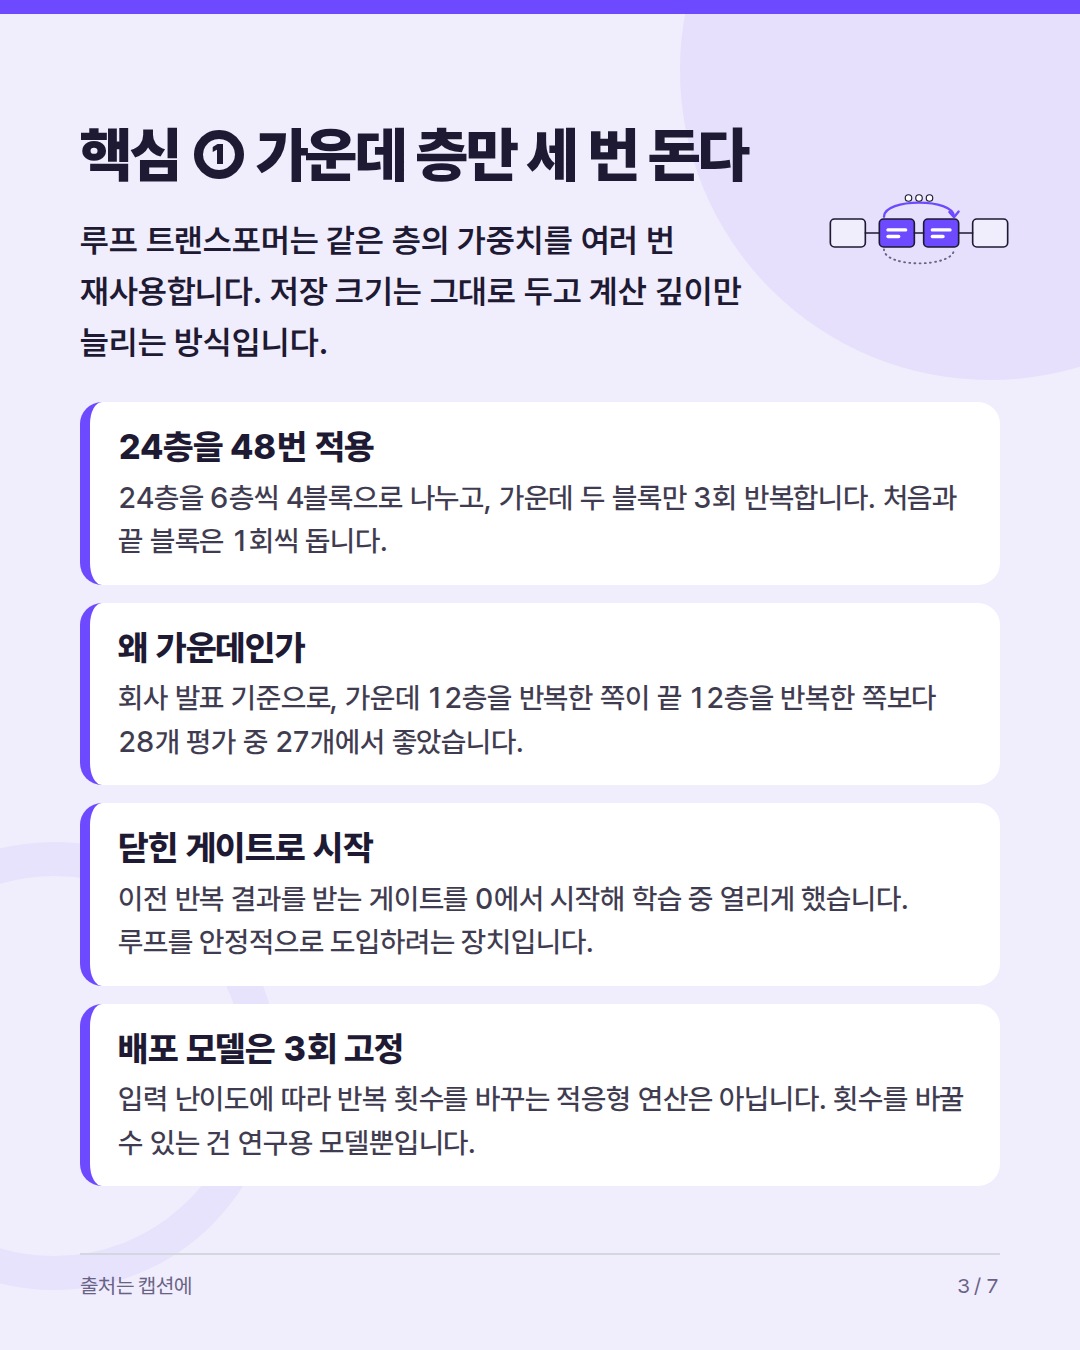 핵심 ① 가운데 층만 세 번 돈다
루프 트랜스포머는 같은 층의 가중치를 여러 번
재사용합니다. 저장 크기는 그대로 두고 계산 깊이만
늘리는 방식입니다.
24층을 48번 적용
24층을 6층씩 4블록으로 나누고, 가운데 두 블록만 3회 반복합니다. 처음과
끝 블록은 1회씩 돕니다.
왜 가운데인가
회사 발표 기준으로, 가운데 12층을 반복한 쪽이 끝 12층을 반복한 쪽보다
28개 평가 중 27개에서 좋았습니다.
닫힌 게이트로 시작
이전 반복 결과를 받는 게이트를 0에서 시작해 학습 중 열리게 했습니다.
루프를 안정적으로 도입하려는 장치입니다.
배포 모델은 3회 고정
입력 난이도에 따라 반복 횟수를 바꾸는 적응형 연산은 아닙니다. 횟수를 바꿀
수 있는 건 연구용 모델뿐입니다.
출처는 캡션에
3 / 7